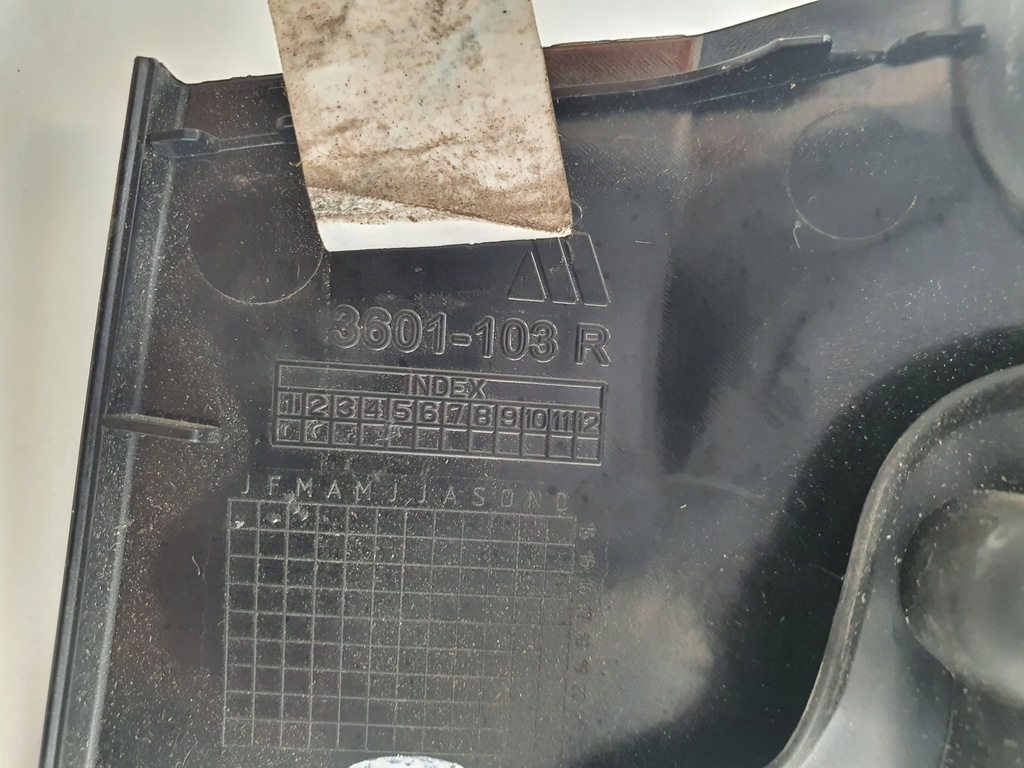 3601-103 R
INDEX
1 2 3 4 5 6 7 8 9 10 11 12
J F M A M J J A S O N D